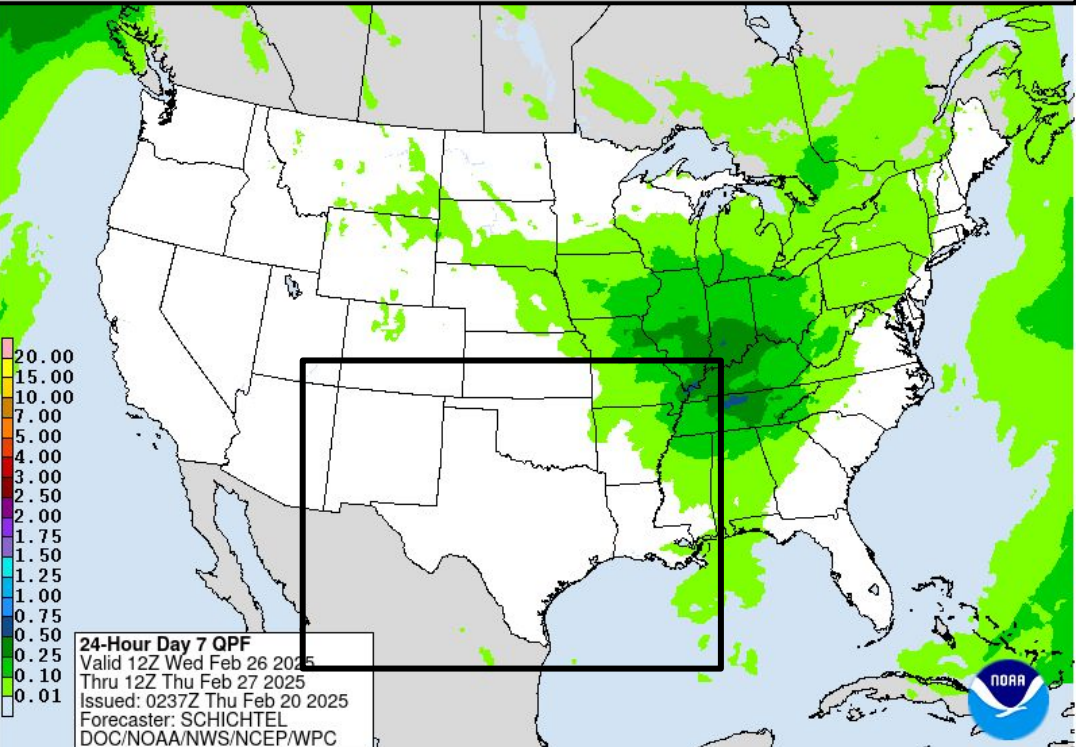 20.00
15.00
10.00
7.00
5.00
4.00
3.00
2.50
2.00
1.75
1.50
1.25
1.00
0.75
0.50
0.25
0.10
0.01
24-Hour Day 7 QPF
Valid 12Z Wed Feb 26 2025
Thru 12Z Thu Feb 27 2025
Issued: 0237Z Thu Feb 20 2025
Forecaster: SCHICHTEL
DOC/NOAA/NWS/NCEP/WPC
NOAA